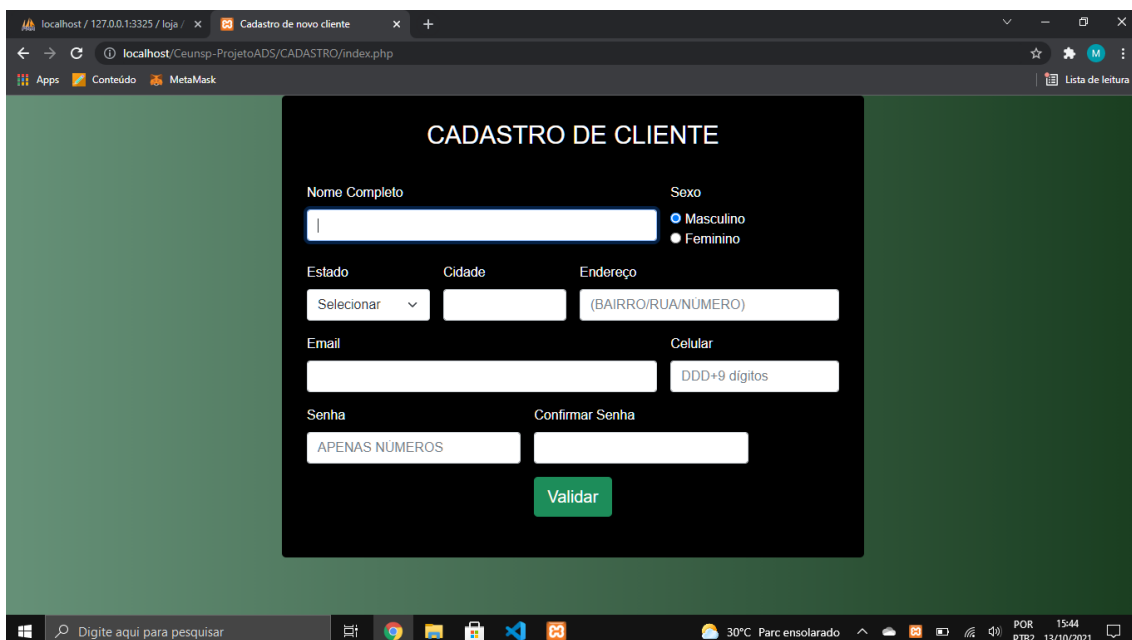 localhost / 127.0.0.1:3325 / loja /
Cadastro de novo cliente
localhost/Ceunsp-ProjetoADS/CADASTRO/index.php
M
Apps
Conteúdo
MetaMask
Lista de leitura
CADASTRO DE CLIENTE
Nome Completo
Sexo
Masculino
Feminino
Estado
Cidade
Endereço
Selecionar
(BAIRRO/RUA/NÚMERO)
Email
Celular
DDD+9 dígitos
Senha
Confirmar Senha
APENAS NÚMEROS
Validar
Digite aqui para pesquisar
30°C Parc ensolarado
POR
15:44
PTB2
13/10/2021